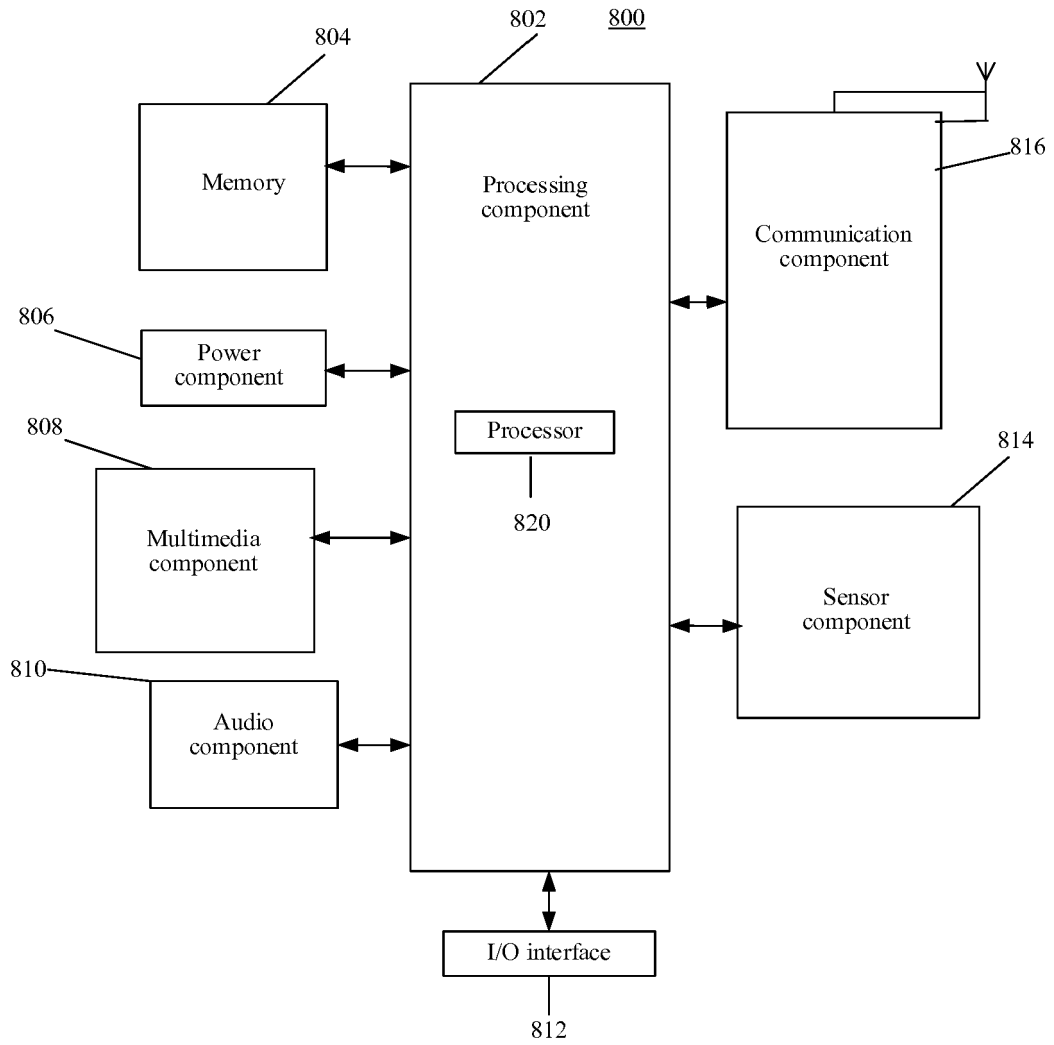 800
802
804
Memory
Processing
component
816
Communication
component
806
Power
component
808
Processor
820
814
Multimedia
component
Sensor
component
810
Audio
component
I/O interface
812